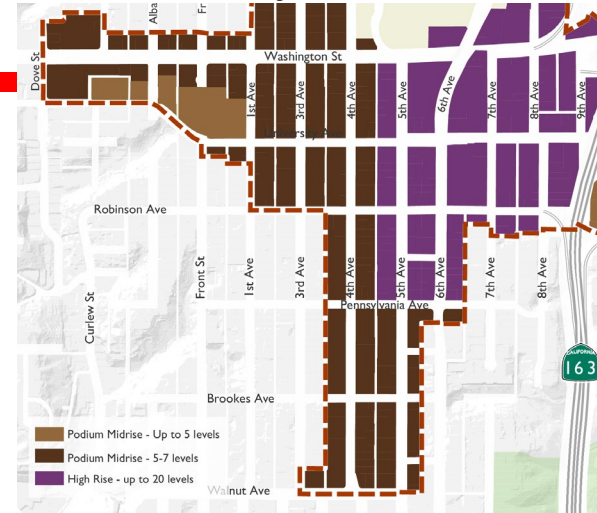 Alba
Fr
Washington St
Dove St
1st Ave
3rd Ave
4th Ave
5th Ave
6th Ave
7th Ave
8th Ave
9th Ave
University Ave
Robinson Ave
Curlew St
Front St
1st Ave
3rd Ave
4th Ave
5th Ave
6th Ave
7th Ave
8th Ave
Pennsylvania Ave
CALIFORNIA
163
Brookes Ave
Podium Midrise - Up to 5 levels
Podium Midrise - 5-7 levels
High Rise - up to 20 levels
Walnut Ave